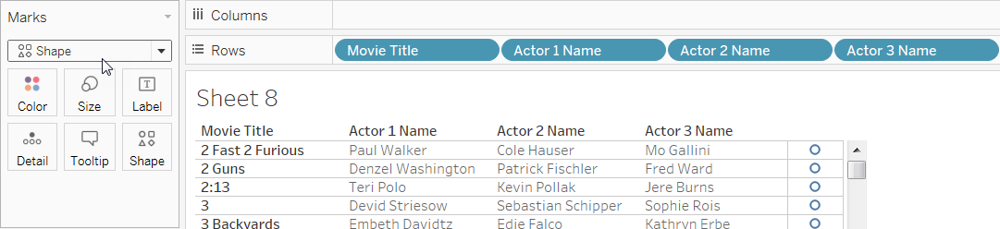 Marks
Shape
Color Size Label
Detail Tooltip Shape
Columns
Rows Movie Title Actor 1 Name Actor 2 Name Actor 3 Name
Sheet 8
Movie Title Actor 1 Name Actor 2 Name Actor 3 Name
2 Fast 2 Furious Paul Walker Cole Hauser Mo Gallini
2 Guns Denzel Washington Patrick Fischler Fred Ward
2:13 Teri Polo Kevin Pollak Jere Burns
3 Devid Striesow Sebastian Schipper Sophie Rois
3 Backyards Embeth Davidtz Edie Falco Kathryn Erbe